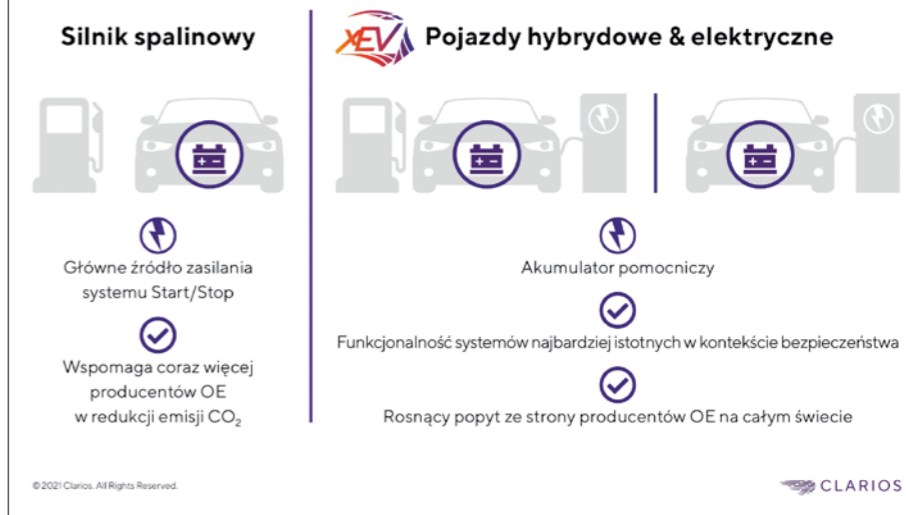 Silnik spalinowy
Główne źródło zasilania
systemu Start/Stop
Wspomaga coraz więcej
producentów OE
w redukcji emisji CO₂
xEV Pojazdy hybrydowe & elektryczne
Akumulator pomocniczy
Funkcjonalność systemów najbardziej istotnych w kontekście bezpieczeństwa
Rosnący popyt ze strony producentów OE na całym świecie
©2021 Clarios. All Rights Reserved.
CLARIOS